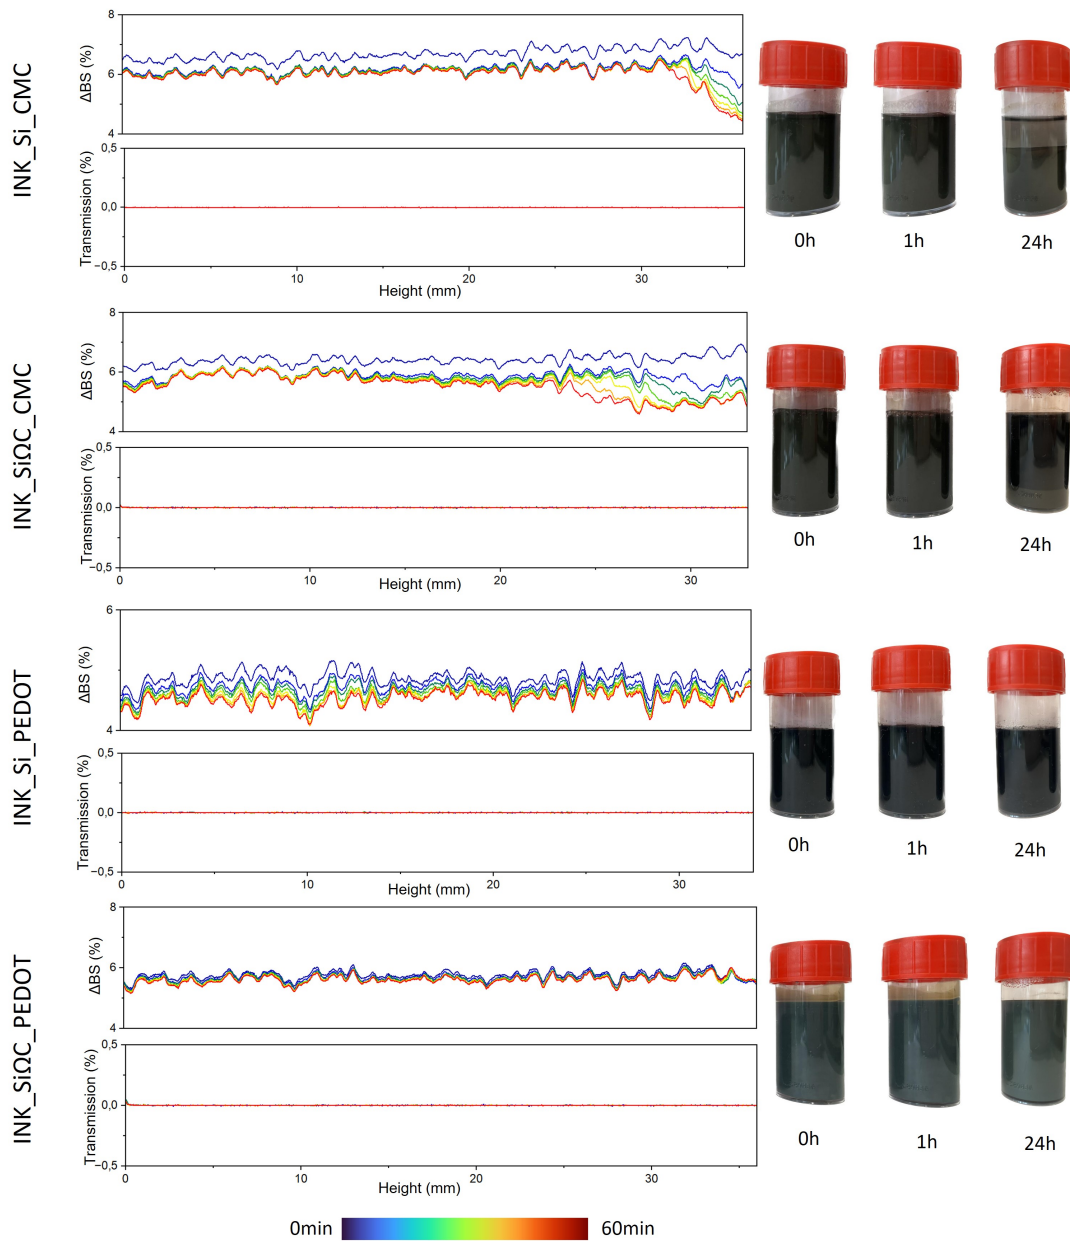 INK_Si_CMC
8
6
4
ΔBS (%)
0,5
0,0
−0,5
Transmission (%)
0
10
20
30
Height (mm)
0h
1h
24h
INK_SiΩC_CMC
8
6
4
ΔBS (%)
0,5
0,0
−0,5
Transmission (%)
0
10
20
30
Height (mm)
0h
1h
24h
INK_Si_PEDOT
6
4
ΔBS (%)
0,5
0,0
−0,5
Transmission (%)
0
10
20
30
Height (mm)
0h
1h
24h
INK_SiΩC_PEDOT
8
6
4
ΔBS (%)
0,5
0,0
−0,5
Transmission (%)
0
10
20
30
Height (mm)
0h
1h
24h
0min
60min